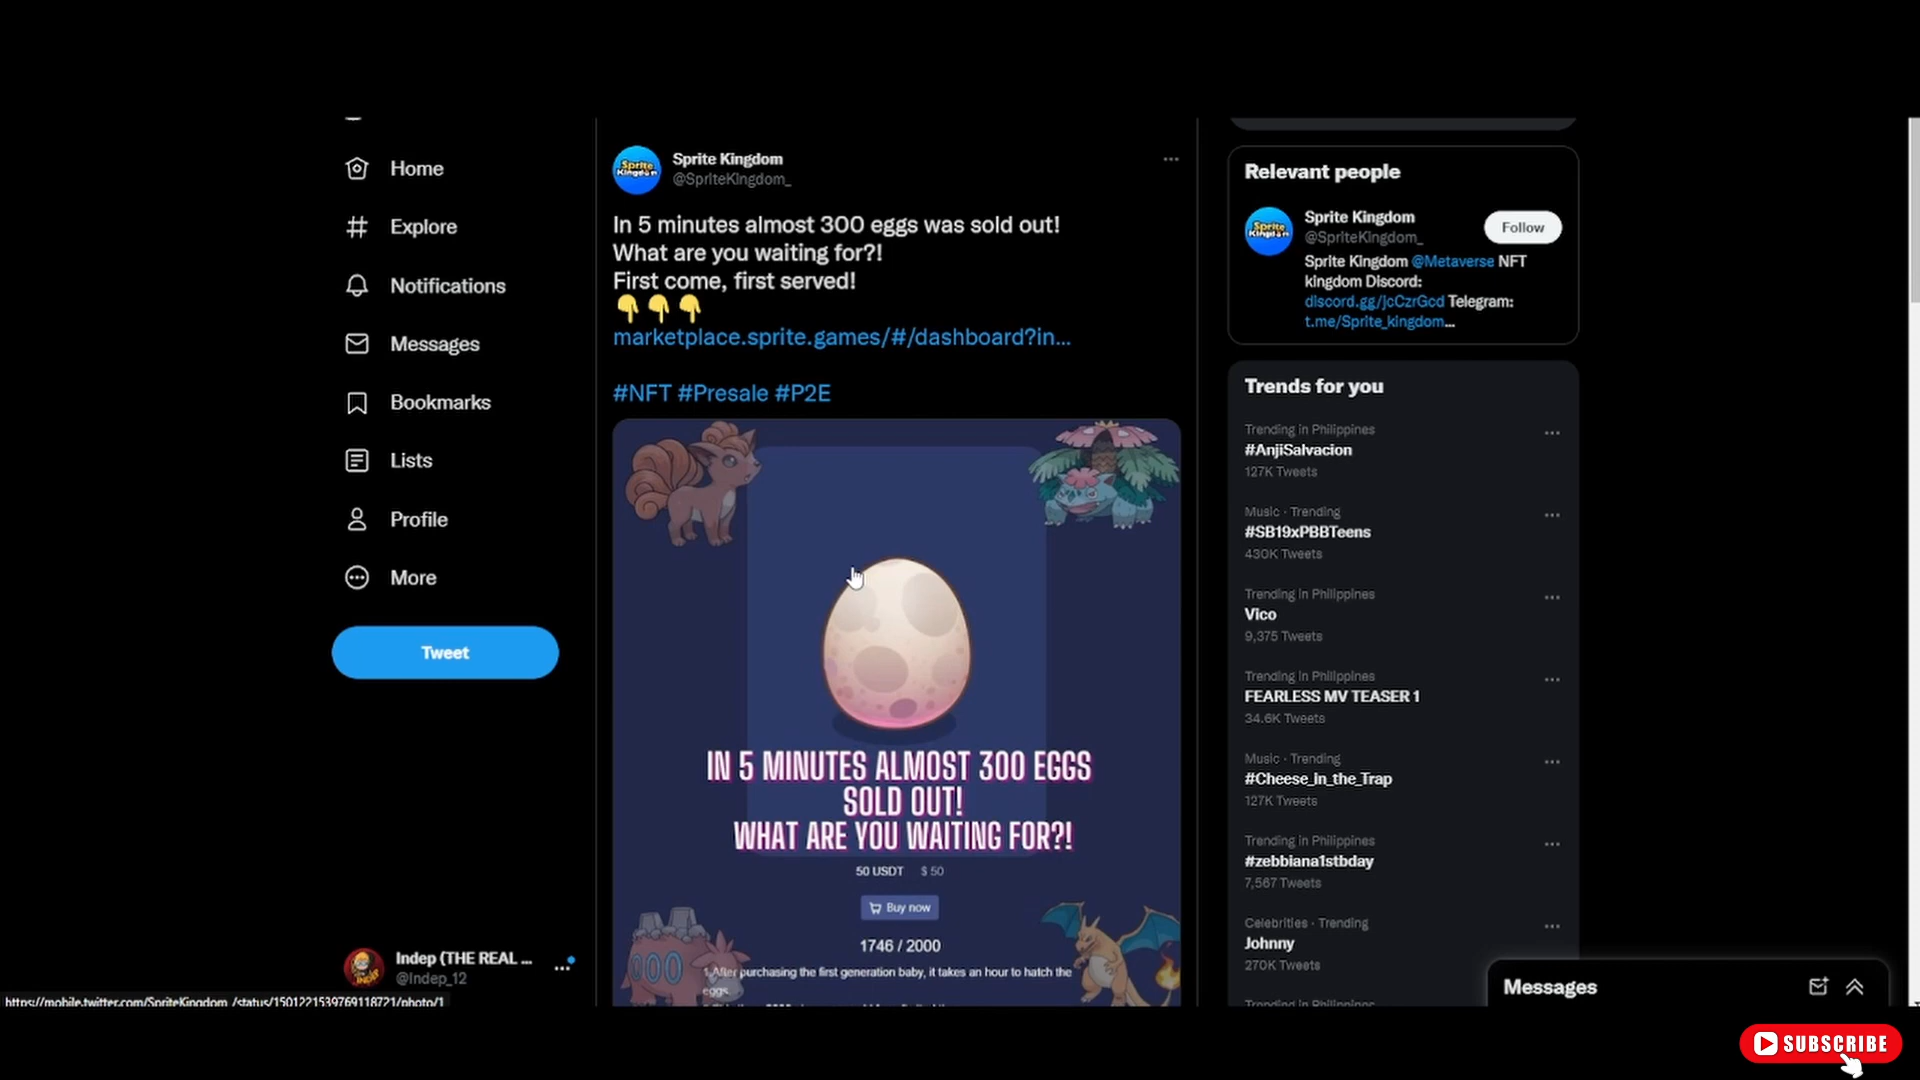 Home
Explore
Notifications
Messages
Bookmarks
Lists
Profile
More
Tweet
Indep (THE REAL ...
@Indep_12
https://mobile.twitter.com/SpriteKingdom_/status/1501221539769118721/photo/1
Sprite Kingdom
Sprite Kingdom
@SpriteKingdom_
In 5 minutes almost 300 eggs was sold out!
What are you waiting for?!
First come, first served!
👇👇👇
marketplace.sprite.games/#/dashboard?in...
#NFT #Presale #P2E
IN 5 MINUTES ALMOST 300 EGGS
SOLD OUT!
WHAT ARE YOU WAITING FOR?!
50 USDT $ 50
Buy now
1746 / 2000
1.After purchasing the first generation baby, it takes an hour to hatch the
eggs.
Relevant people
Sprite Kingdom
Sprite Kingdom
@SpriteKingdom_
Follow
Sprite Kingdom @Metaverse NFT
kingdom Discord:
discord.gg/jcCzrGcd Telegram:
t.me/Sprite_kingdom...
Trends for you
Trending in Philippines
#AnjiSalvacion
127K Tweets
Music · Trending
#SB19xPBBTeens
430K Tweets
Trending in Philippines
Vico
9,375 Tweets
Trending in Philippines
FEARLESS MV TEASER 1
34.6K Tweets
Music · Trending
#Cheese_In_the_Trap
127K Tweets
Trending in Philippines
#zebbiana1stbday
7,567 Tweets
Celebrities · Trending
Johnny
270K Tweets
Trending in Philippines
Messages
SUBSCRIBE